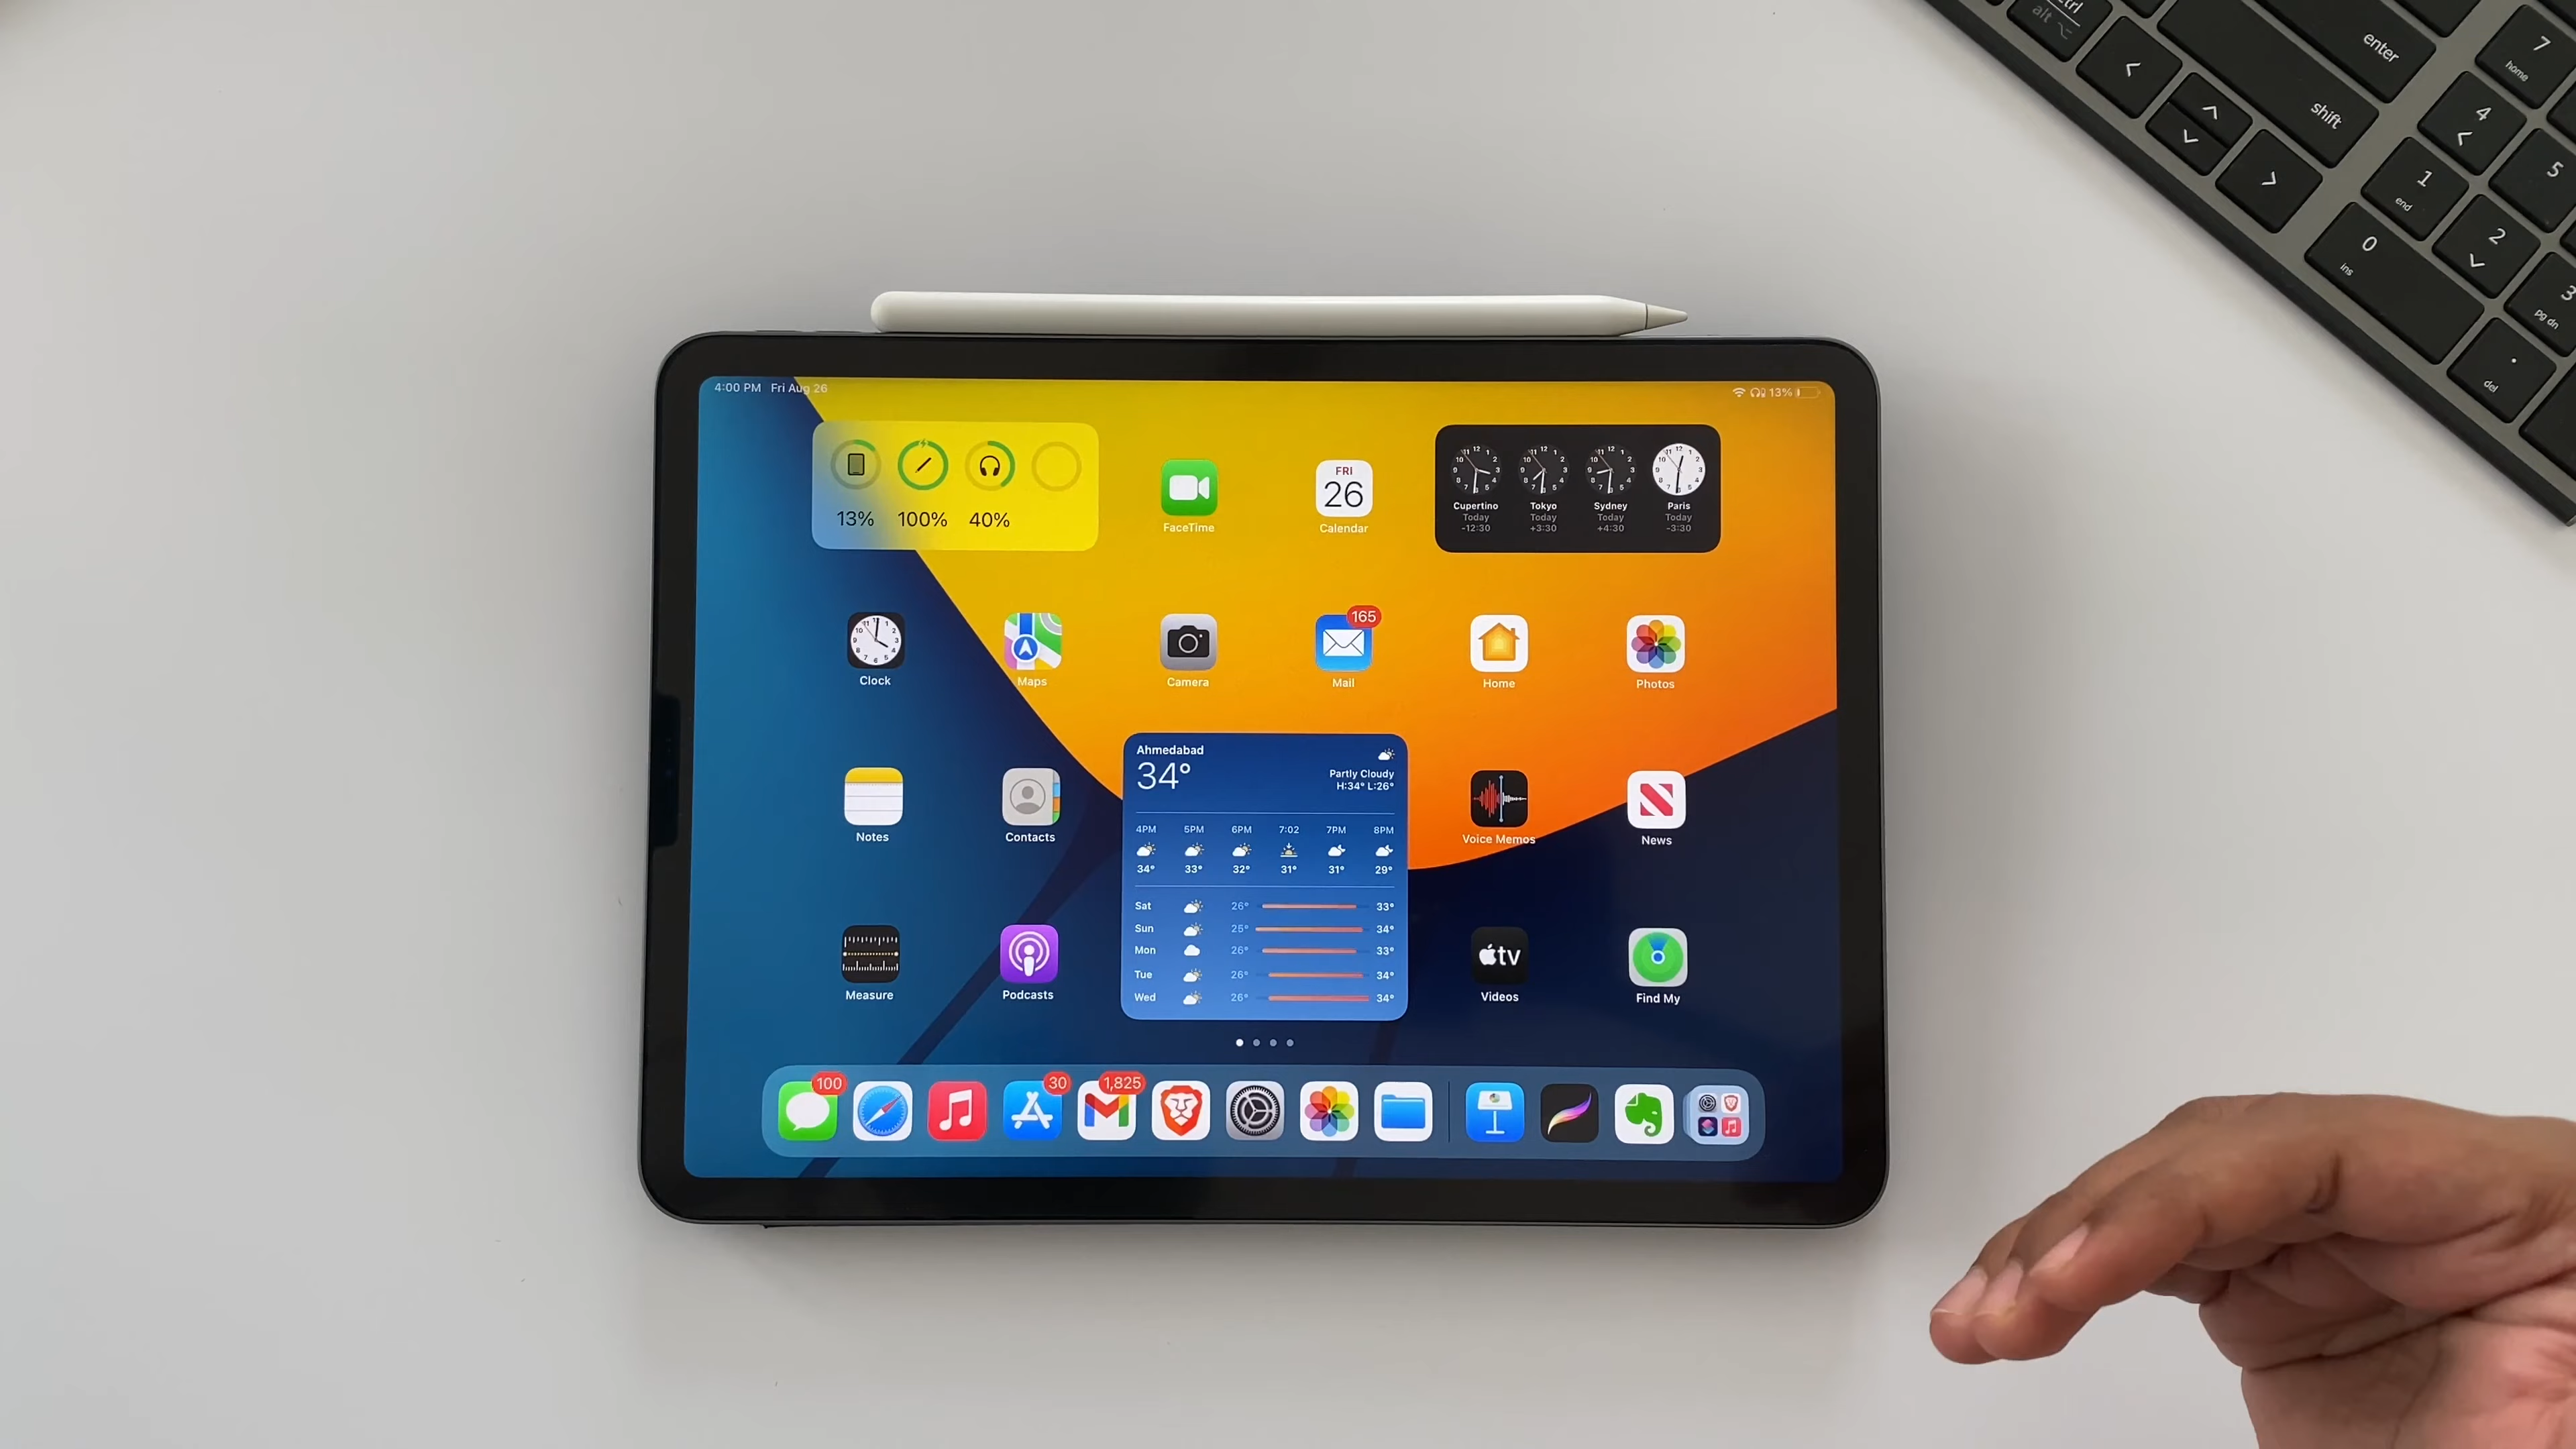 ctrl
alt
enter
shift
7
home
4
5
1
end
2
3
pg dn
0
ins
.
del
4:00 PM Fri Aug 26
13%
13% 100% 40%
FaceTime
FRI
26
Calendar
Cupertino Tokyo Sydney Paris
Today Today Today Today
-12:30 +3:30 +4:30 -3:30
Clock
Maps
Camera
165
Mail
Home
Photos
Notes
Contacts
Ahmedabad
34°
Partly Cloudy
H:34° L:26°
4PM 5PM 6PM 7:02 7PM 8PM
34° 33° 32° 31° 31° 29°
Sat 26° 33°
Sun 25° 34°
Mon 26° 33°
Tue 26° 34°
Wed 26° 34°
Voice Memos
News
Measure
Podcasts
tv
Videos
Find My
100
30
1,825